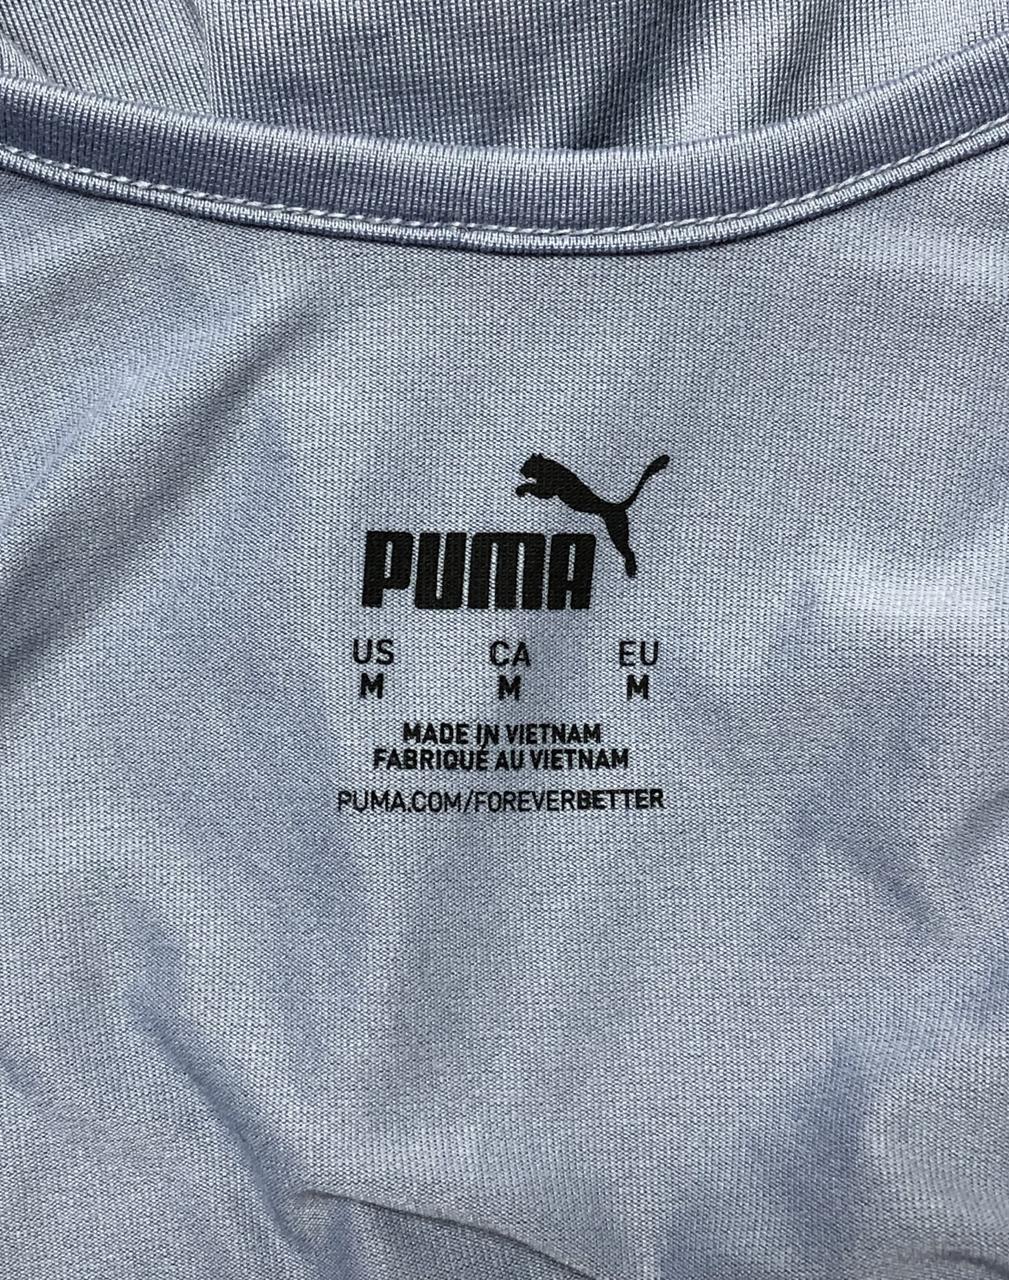 PUMA
US CA EU
M M M
MADE IN VIETNAM
FABRIQUÉ AU VIETNAM
PUMA.COM/FOREVERBETTER